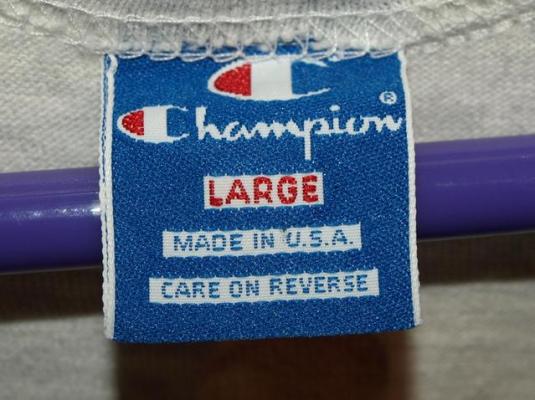 Champion®
LARGE
MADE IN U.S.A.
CARE ON REVERSE